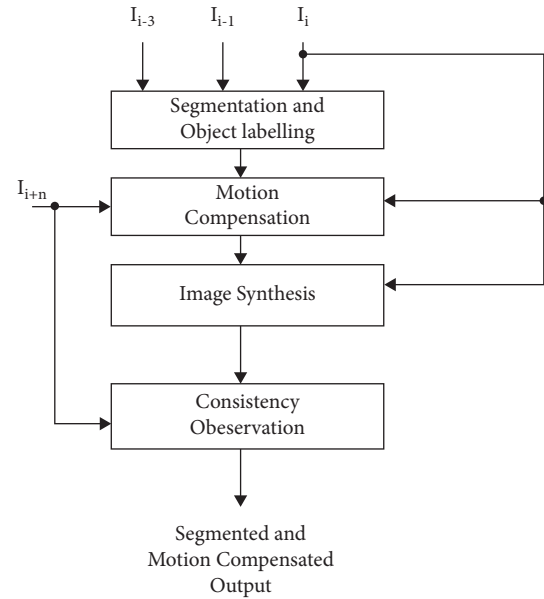 I_{i-3} I_{i-1} I_i
Segmentation and
Object labelling
I_{i+n}
Motion
Compensation
Image Synthesis
Consistency
Obeservation
Segmented and
Motion Compensated
Output